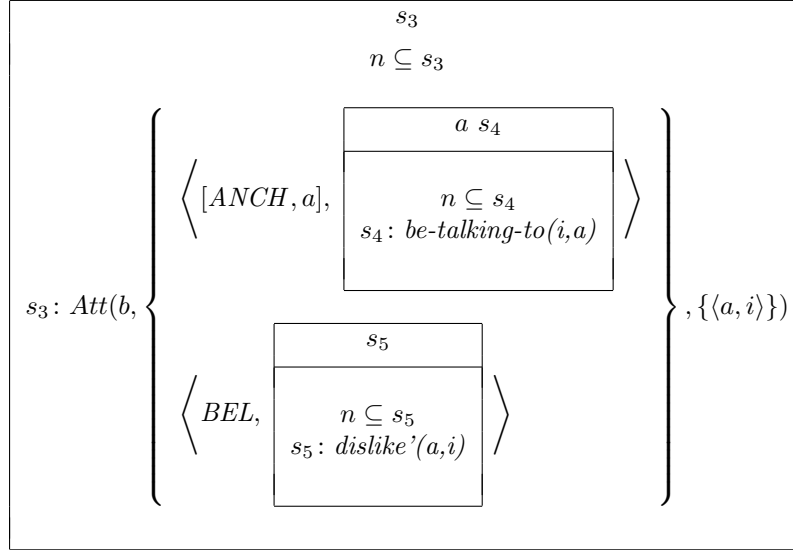 s₃
n ⊆ s₃
a s₄
⟨[ANCH, a], n ⊆ s₄
s₄: be-talking-to(i,a) ⟩
s₃: Att(b, { } , {⟨a, i⟩})
s₅
⟨BEL, n ⊆ s₅ ⟩
s₅: dislike'(a,i)